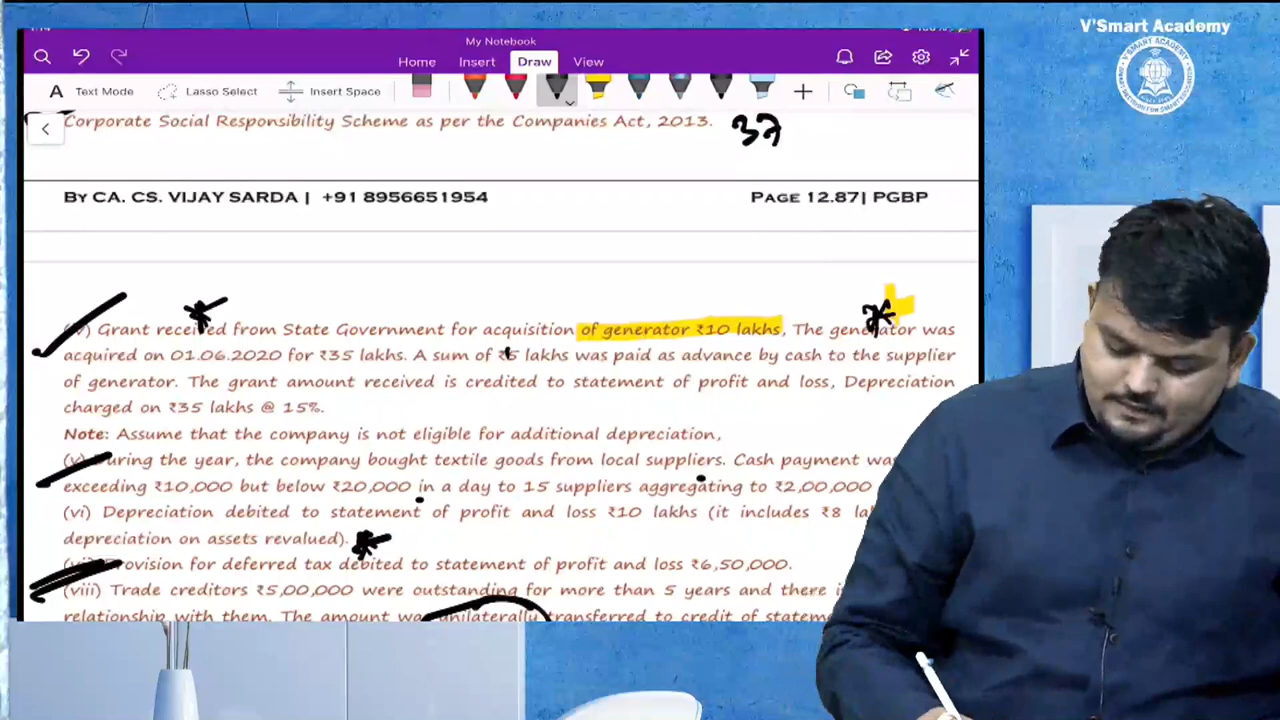 V'Smart Academy
My Notebook
Home Insert Draw View
Text Mode Lasso Select Insert Space
Corporate Social Responsibility Scheme as per the Companies Act, 2013. 37
BY CA. CS. VIJAY SARDA | +91 8956651954 PAGE 12.87| PGBP
Grant received from State Government for acquisition of generator ₹10 lakhs, The generator was
acquired on 01.06.2020 for ₹35 lakhs. A sum of ₹5 lakhs was paid as advance by cash to the supplier
of generator. The grant amount received is credited to statement of profit and loss, Depreciation
charged on ₹35 lakhs @ 15%.
Note: Assume that the company is not eligible for additional depreciation,
(v) During the year, the company bought textile goods from local suppliers. Cash payment
exceeding ₹10,000 but below ₹20,000 in a day to 15 suppliers aggregating to ₹2,00,000
(vi) Depreciation debited to statement of profit and loss ₹10 lakhs (it includes ₹8
depreciation on assets revalued).
Provision for deferred tax debited to statement of profit and loss ₹6,50,000.
(viii) Trade creditors ₹5,00,000 were outstanding for more than 5 years and there
relationship with them. The amount was unilaterally transferred to credit of